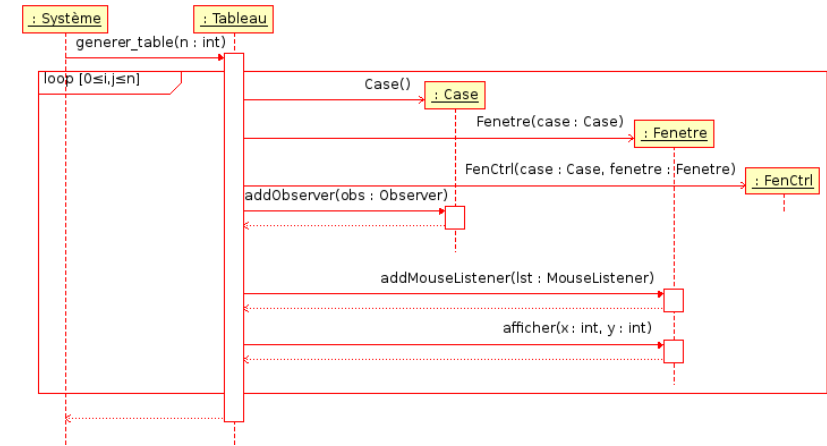 : Système
: Tableau
generer_table(n : int)
loop [0≤i,j≤n]
Case()
: Case
Fenetre(case : Case)
: Fenetre
FenCtrl(case : Case, fenetre : Fenetre)
: FenCtrl
addObserver(obs : Observer)
addMouseListener(lst : MouseListener)
afficher(x : int, y : int)